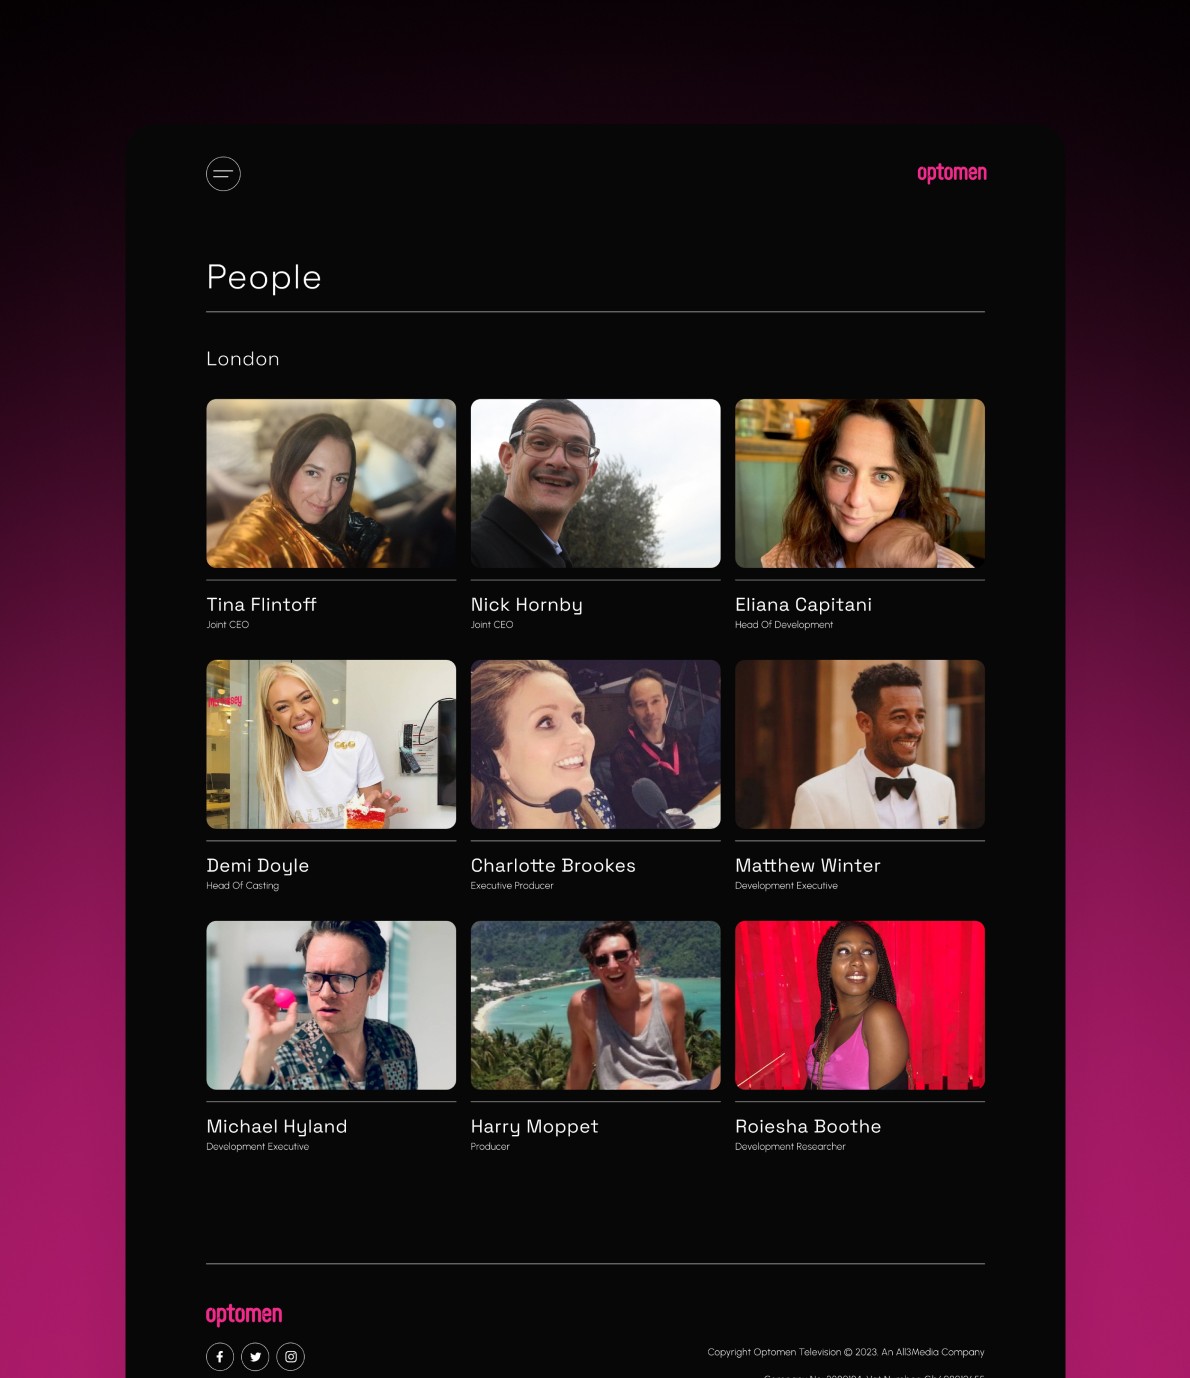 optomen
People
London
Tina Flintoff
Joint CEO
Nick Hornby
Joint CEO
Eliana Capitani
Head Of Development
Demi Doyle
Head Of Casting
Charlotte Brookes
Executive Producer
Matthew Winter
Development Executive
Michael Hyland
Development Executive
Harry Moppet
Producer
Roiesha Boothe
Development Researcher
optomen
Copyright Optomen Television © 2023. An All3Media Company